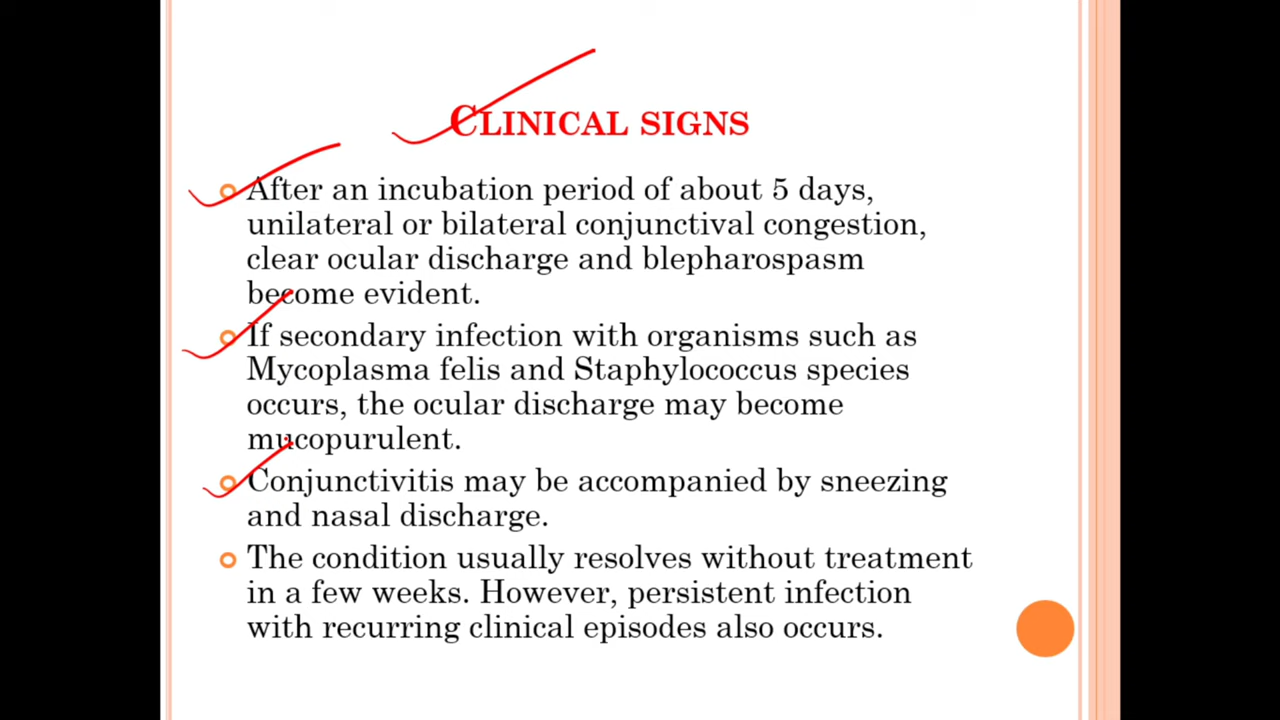 CLINICAL SIGNS
After an incubation period of about 5 days,
unilateral or bilateral conjunctival congestion,
clear ocular discharge and blepharospasm
become evident.
If secondary infection with organisms such as
Mycoplasma felis and Staphylococcus species
occurs, the ocular discharge may become
mucopurulent.
Conjunctivitis may be accompanied by sneezing
and nasal discharge.
The condition usually resolves without treatment
in a few weeks. However, persistent infection
with recurring clinical episodes also occurs.